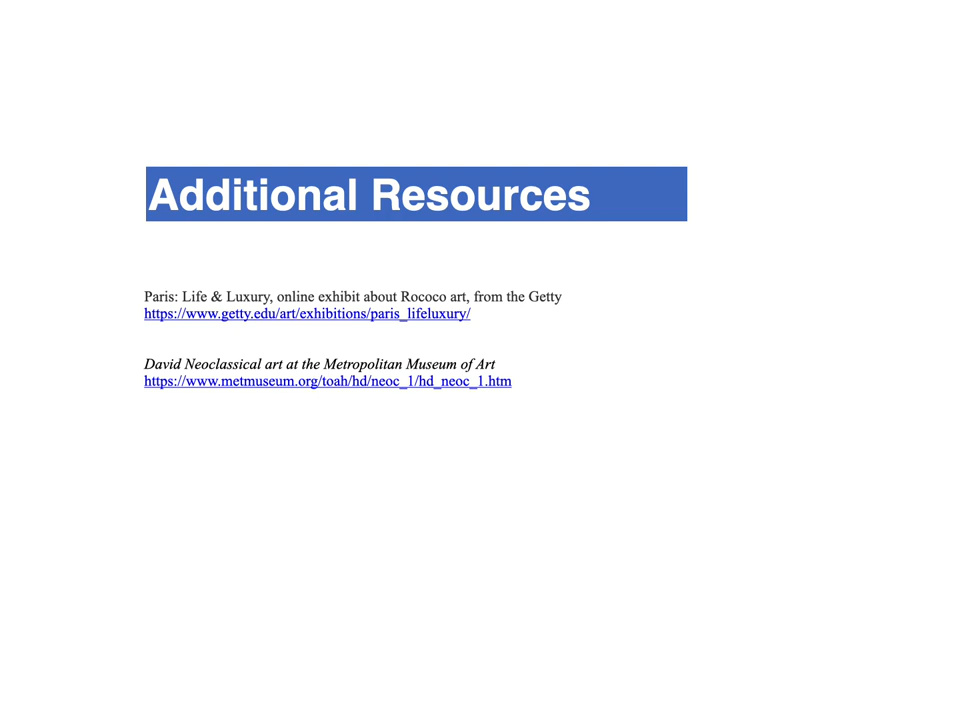 Additional Resources
Paris: Life & Luxury, online exhibit about Rococo art, from the Getty
https://www.getty.edu/art/exhibitions/paris_lifeluxury/
David Neoclassical art at the Metropolitan Museum of Art
https://www.metmuseum.org/toah/hd/neoc_1/hd_neoc_1.htm